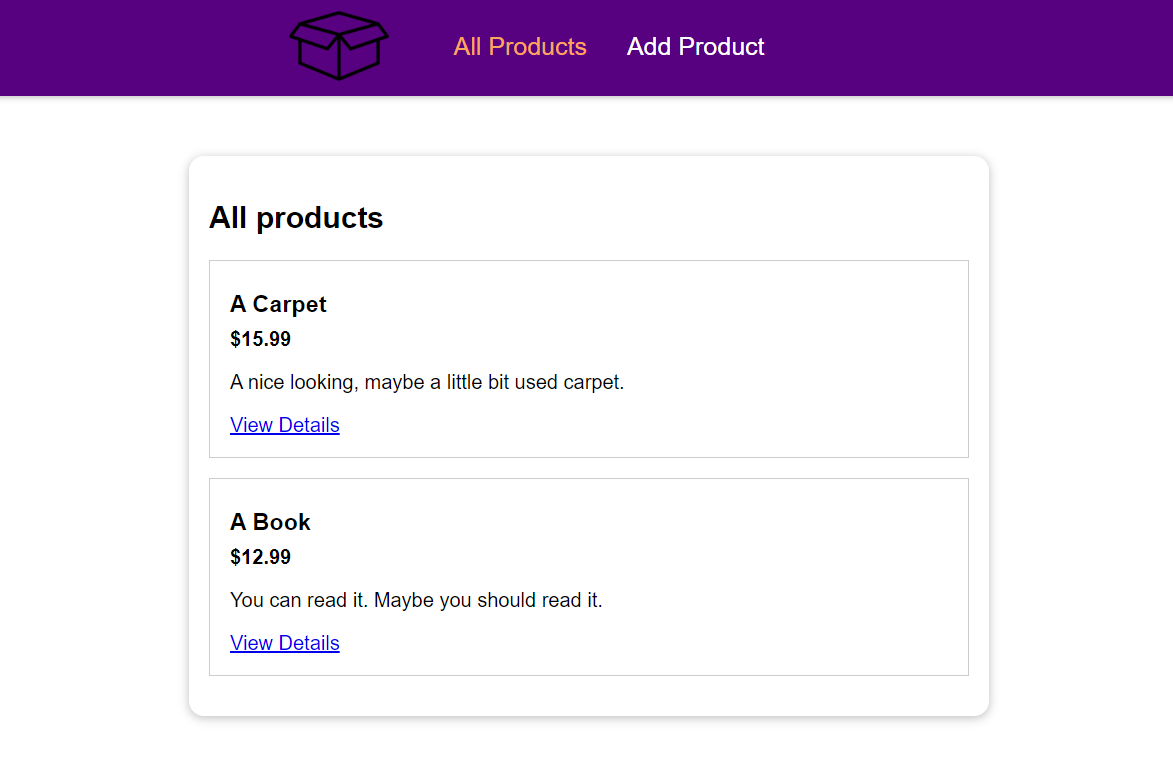 All Products Add Product
All products
A Carpet
$15.99
A nice looking, maybe a little bit used carpet.
View Details
A Book
$12.99
You can read it. Maybe you should read it.
View Details